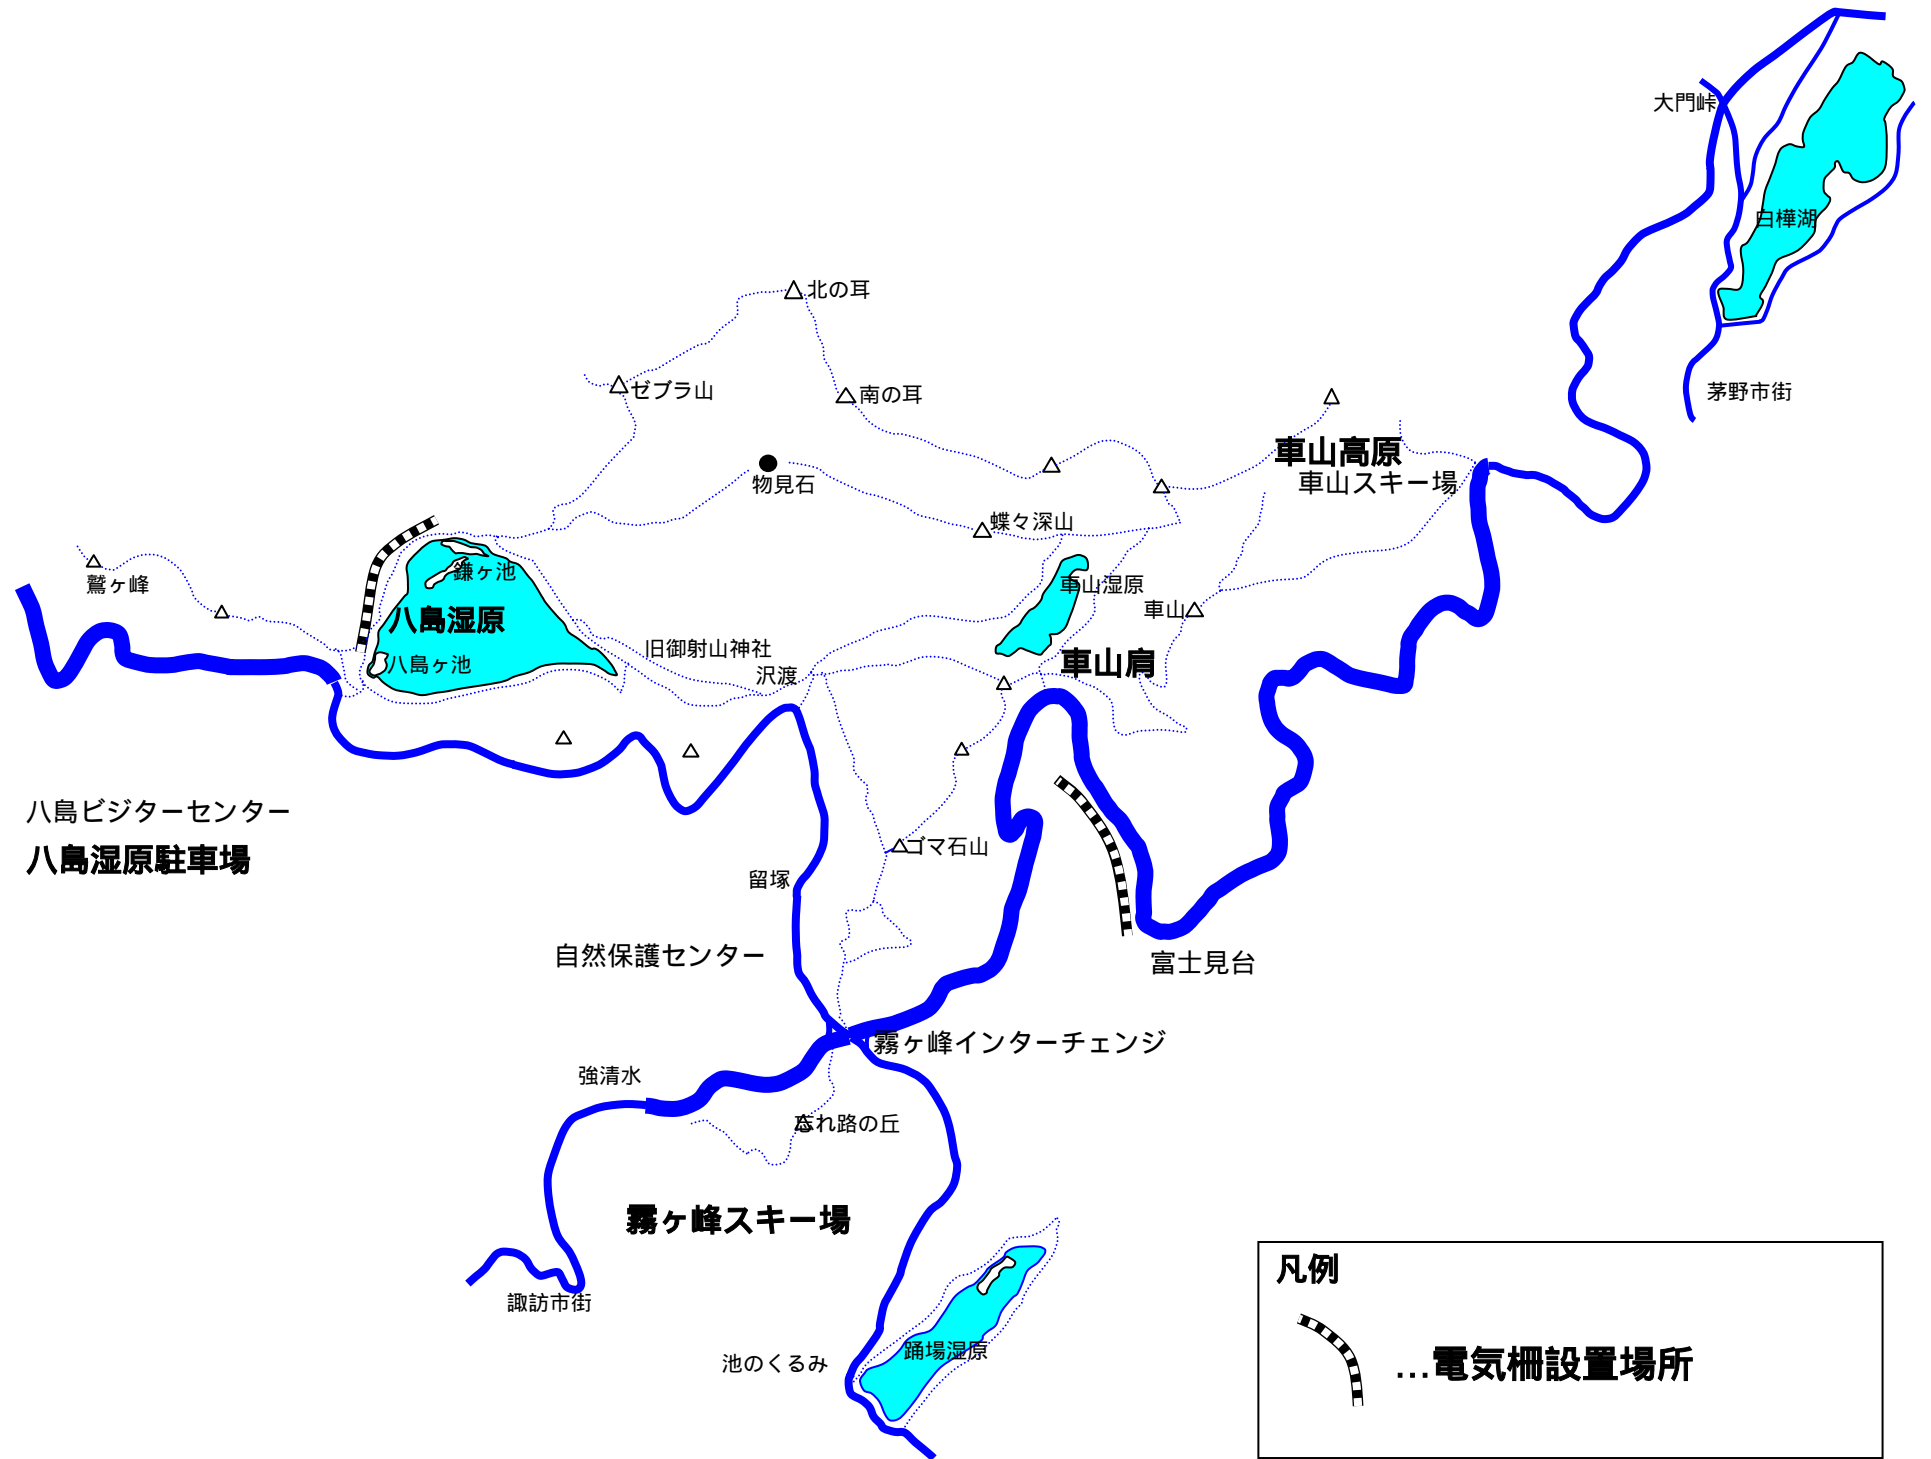 大門峠
白樺湖
北の耳
ゼブラ山
南の耳
茅野市街
車山高原
車山スキー場
物見石
蝶々深山
鷲ヶ峰
鎌ヶ池
八島湿原
八島ヶ池
車山湿原
車山
旧御射山神社
沢渡
車山肩
八島ビジターセンター
八島湿原駐車場
ゴマ石山
留塚
自然保護センター
富士見台
霧ヶ峰インターチェンジ
強清水
忘れ路の丘
霧ヶ峰スキー場
諏訪市街
池のくるみ
踊場湿原
凡例
…電気柵設置場所